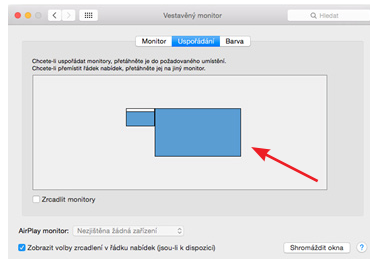 Vestavěný monitor
Hledat
Monitor Uspořádání Barva
Chcete-li uspořádat monitory, přetáhněte je do požadovaného umístění.
Chcete-li přemístit řádek nabídek, přetáhněte jej na jiný monitor.
Zrcadlit monitory
AirPlay monitor: Nezjištěna žádná zařízení
Zobrazit volby zrcadlení v řádku nabídek (jsou-li k dispozici) Shromáždit okna ?